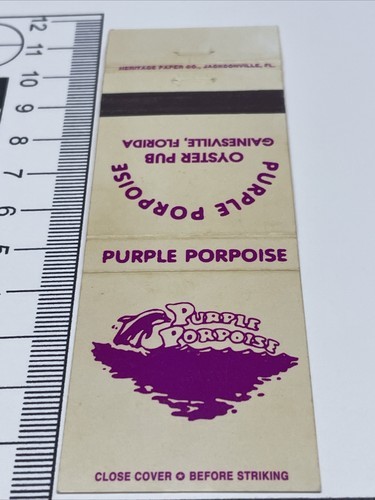 HERITAGE PAPER CO., JACKSONVILLE, FL.
PURPLE PORPOISE
OYSTER PUB
GAINESVILLE, FLORIDA
PURPLE PORPOISE
PURPLE
PORPOISE
CLOSE COVER BEFORE STRIKING
12
11
10
9
8
7
6
5